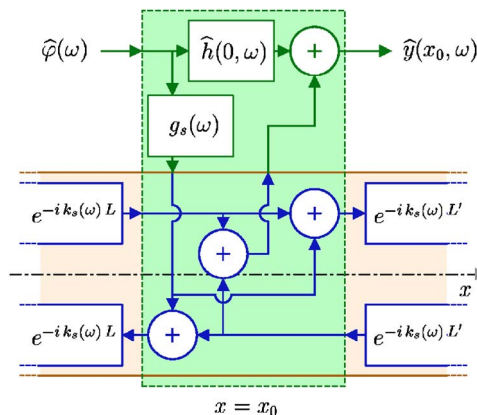 φ̂(ω) ĥ(0, ω) + ŷ(x₀, ω)
gₛ(ω)
e^{−i kₛ(ω) L} + e^{−i kₛ(ω) L′}
+
x
e^{−i kₛ(ω) L} + e^{−i kₛ(ω) L′}
x = x₀